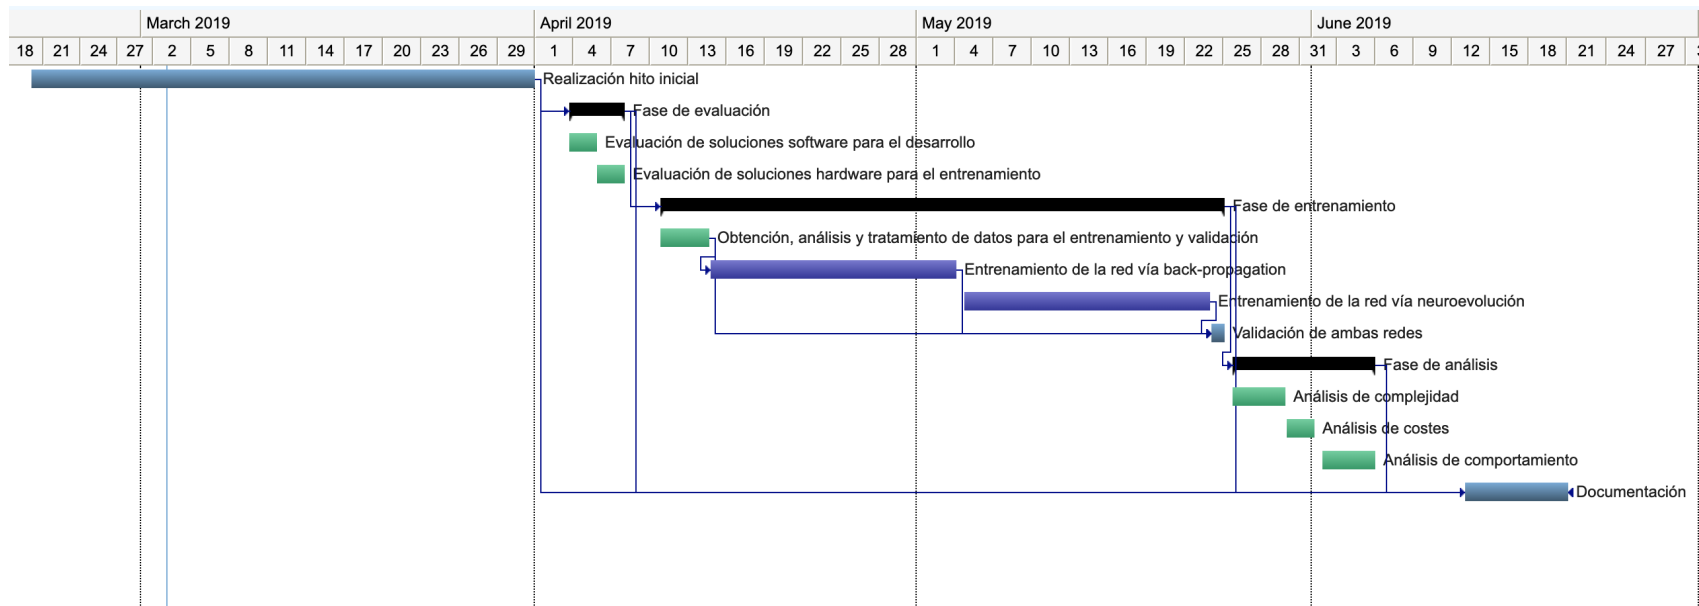 March 2019 April 2019 May 2019 June 2019
18 21 24 27 2 5 8 11 14 17 20 23 26 29 1 4 7 10 13 16 19 22 25 28 1 4 7 10 13 16 19 22 25 28 31 3 6 9 12 15 18 21 24 27
Realización hito inicial
Fase de evaluación
Evaluación de soluciones software para el desarrollo
Evaluación de soluciones hardware para el entrenamiento
Fase de entrenamiento
Obtención, análisis y tratamiento de datos para el entrenamiento y validación
Entrenamiento de la red vía back-propagation
Entrenamiento de la red vía neuroevolución
Validación de ambas redes
Fase de análisis
Análisis de complejidad
Análisis de costes
Análisis de comportamiento
Documentación